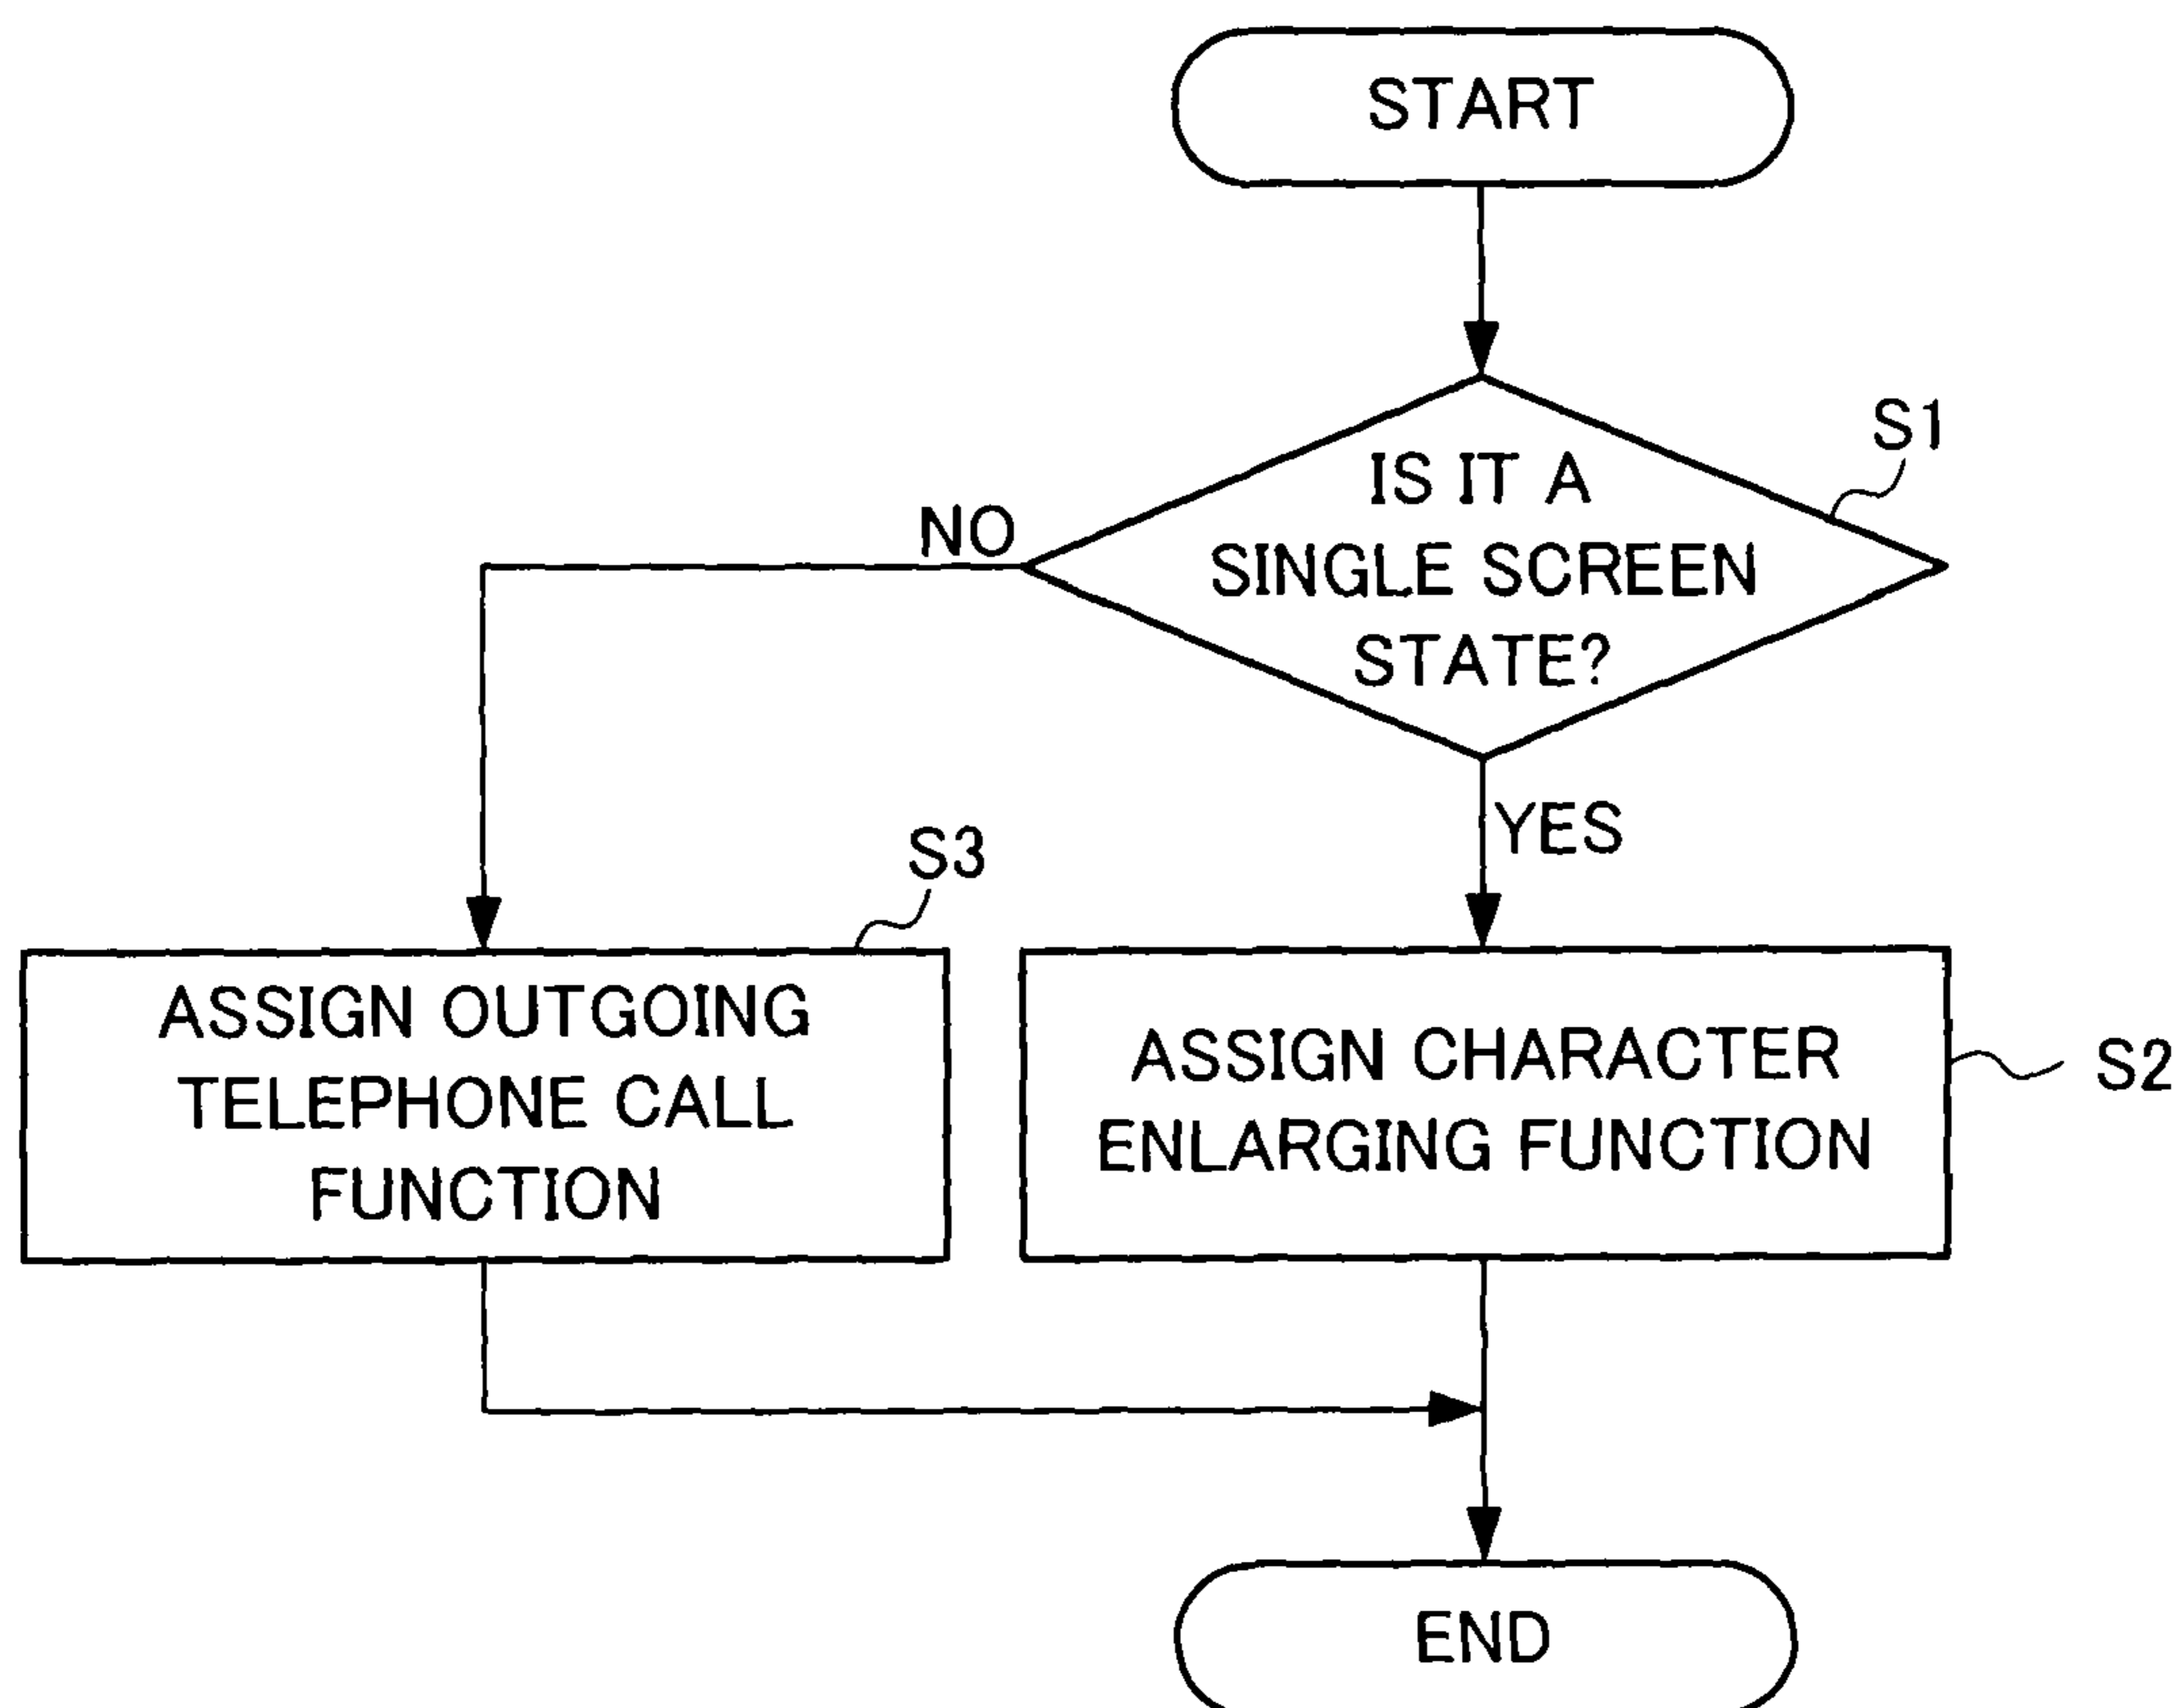 START
S1
IS IT A
SINGLE SCREEN
STATE?
NO
YES
S3
ASSIGN OUTGOING
TELEPHONE CALL
FUNCTION
ASSIGN CHARACTER
ENLARGING FUNCTION
S2
END